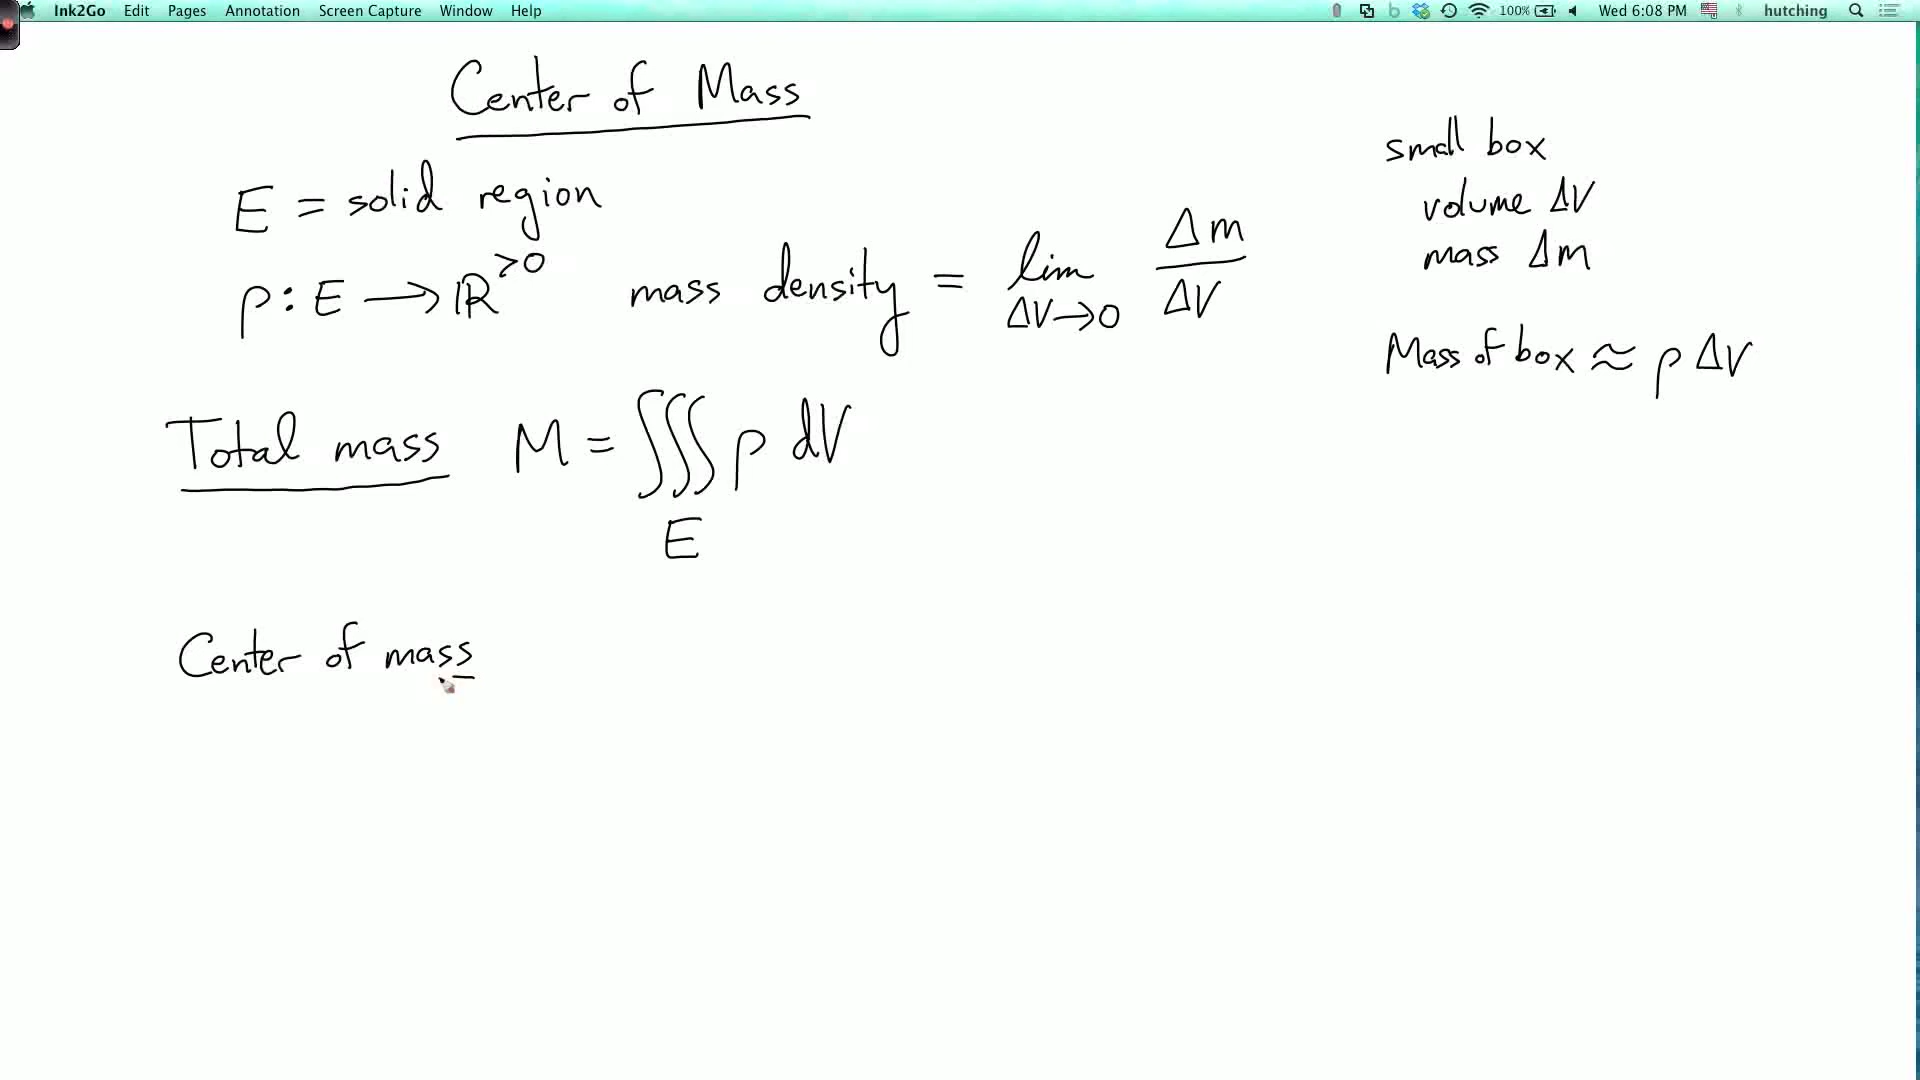 Ink2Go Edit Pages Annotation Screen Capture Window Help 100% Wed 6:08 PM hutching
Center of Mass
E = solid region
ρ : E ⟶ ℝ^{>0} mass density = lim_{ΔV→0} Δm/ΔV
small box
volume ΔV
mass Δm
Mass of box ≈ ρ ΔV
Total mass M = ∭_E ρ dV
Center of mass